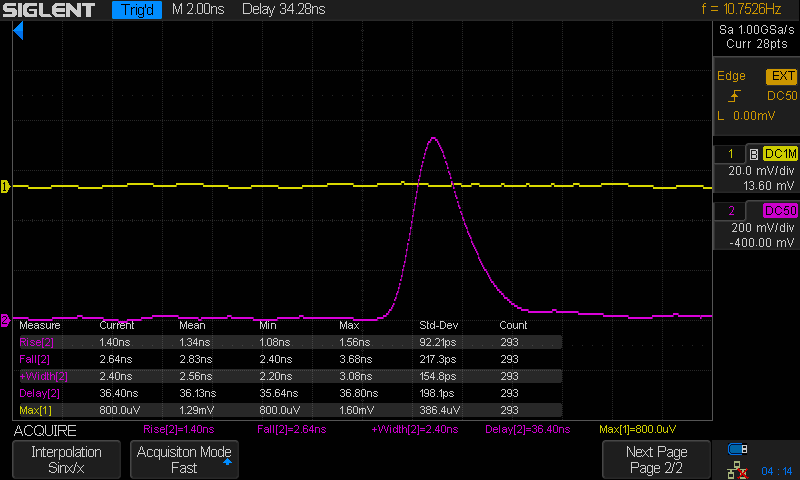 SIGLENT Trig'd M 2.00ns Delay 34.28ns f = 10.7526Hz
Sa 1.00GSa/s
Curr 28pts
Edge EXT
DC50
L 0.00mV
1 B DC1M
20.0 mV/div
13.60 mV
2 DC50
200 mV/div
-400.00 mV
1
2
Measure Current Mean Min Max Std-Dev Count
Rise[2] 1.40ns 1.34ns 1.08ns 1.56ns 92.21ps 293
Fall[2] 2.64ns 2.83ns 2.40ns 3.68ns 217.3ps 293
+Width[2] 2.40ns 2.56ns 2.20ns 3.08ns 154.8ps 293
Delay[2] 36.40ns 36.13ns 35.64ns 36.80ns 198.1ps 293
Max[1] 800.0uV 1.29mV 800.0uV 1.60mV 386.4uV 293
ACQUIRE Rise[2]=1.40ns Fall[2]=2.64ns +Width[2]=2.40ns Delay[2]=36.40ns Max[1]=800.0uV
Interpolation
Sinx/x
Acquisiton Mode
Fast
Next Page
Page 2/2
04:14